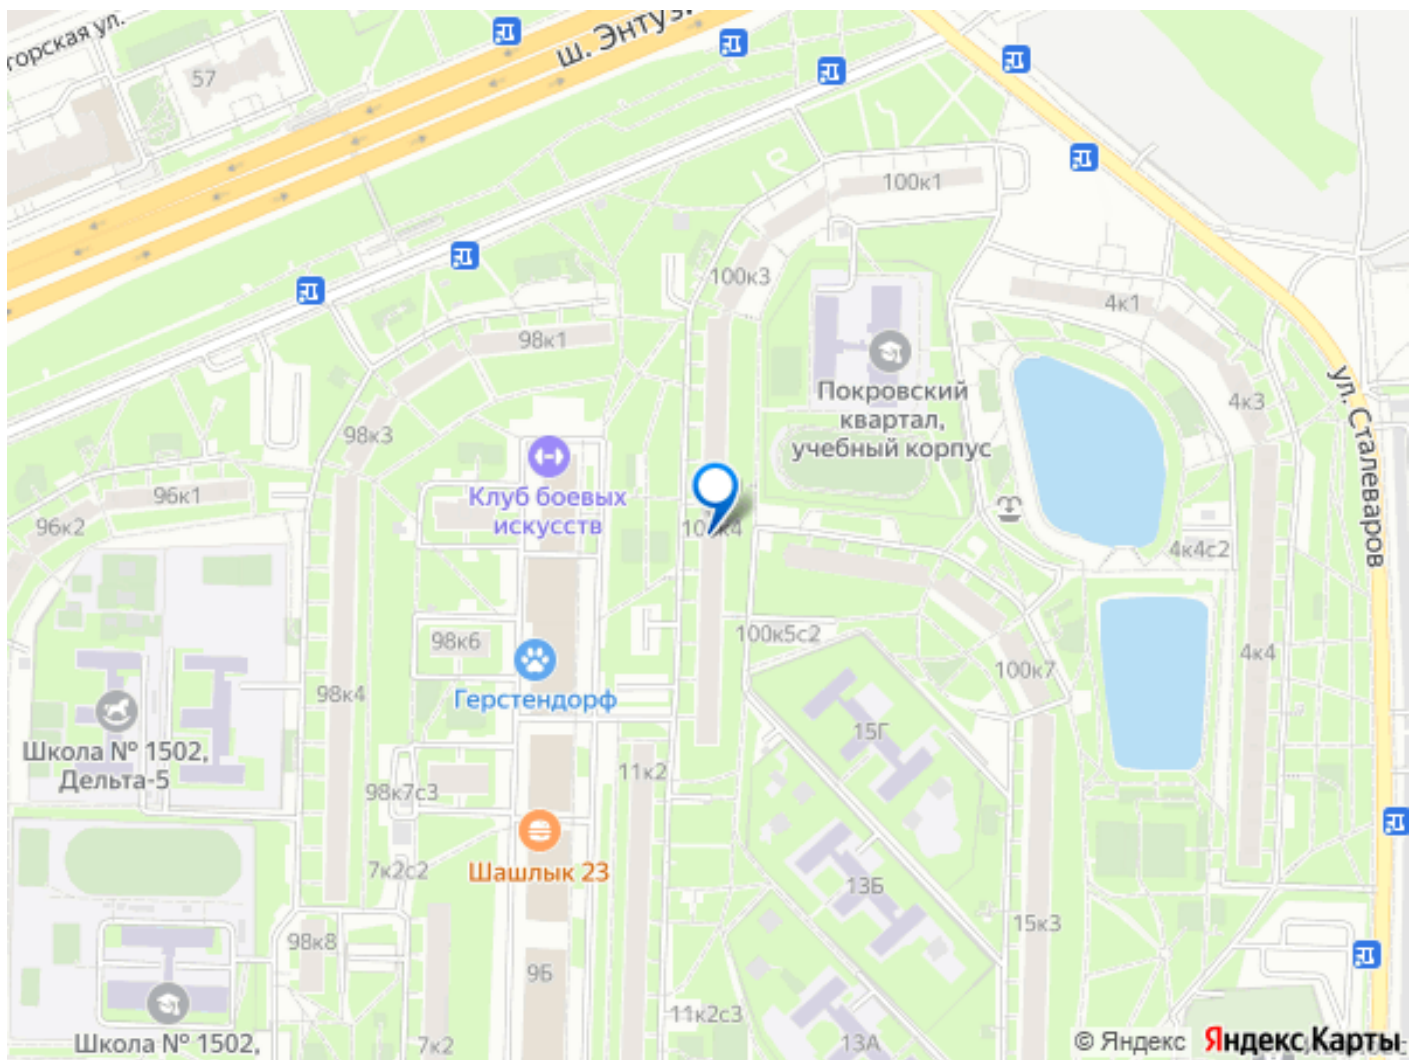 горская ул.
57
ш. Энтуз.
100к1
100к3
4к1
98к1
4к3
ул. Сталеваров
Покровский
квартал,
учебный корпус
98к3
96к1
96к2
Клуб боевых
искусств
4к4с2
98к6
100к5с2
4к4
100к7
Герстендорф
98к4
15Г
Школа № 1502,
Дельта-5
11к2
98к7с3
Шашлык 23
7к2с2
13Б
15к3
98к8
9Б
11к2с3
Школа № 1502,
7к2
13А
© Яндекс Яндекс Карты